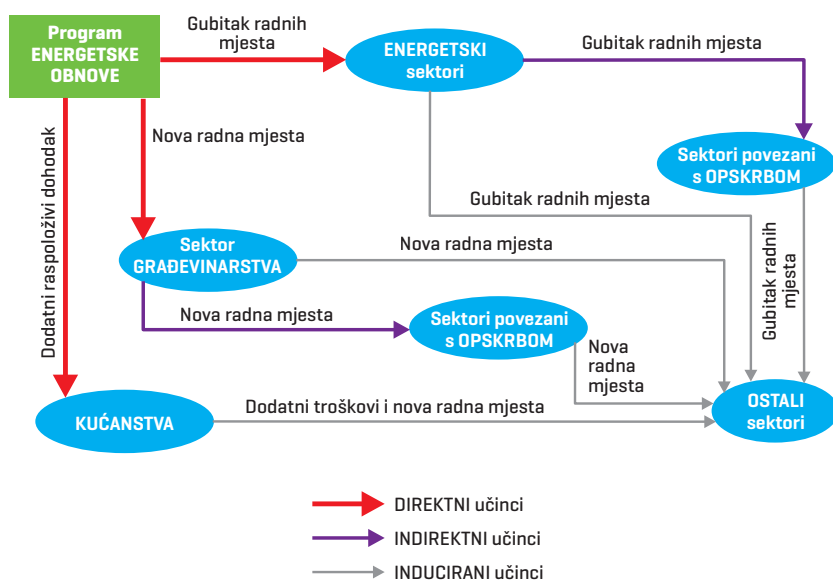 Program
ENERGETSKE
OBNOVE
Gubitak radnih
mjesta
ENERGETSKI
sektori
Gubitak radnih mjesta
Nova radna mjesta
Sektori povezani
s OPSKRBOM
Dodatni raspoloživi dohodak
Gubitak radnih mjesta
Sektor
GRAĐEVINARSTVA
Nova radna mjesta
Gubitak radnih
mjesta
Nova radna mjesta
Sektori povezani
s OPSKRBOM
Nova
radna
mjesta
KUĆANSTVA
Dodatni troškovi i nova radna mjesta
OSTALI
sektori
DIREKTNI učinci
INDIREKTNI učinci
INDUCIRANI učinci